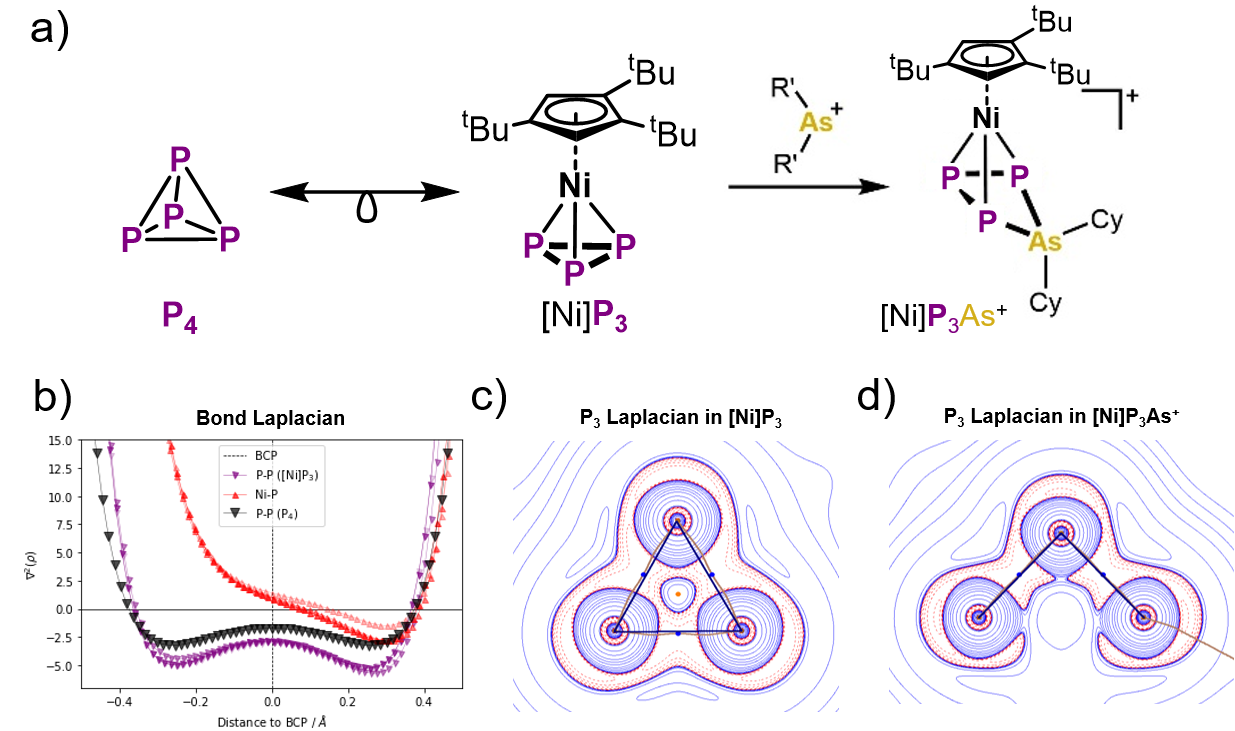 a)
P
P
P
P
P₄
ᵗBu
ᵗBu
ᵗBu
Ni
P
P
P
[Ni]P₃
R'
As⁺
R'
ᵗBu
ᵗBu
ᵗBu
+
Ni
P
P
P
As
Cy
Cy
[Ni]P₃As⁺
b)
Bond Laplacian
BCP
P-P ([Ni]P₃)
Ni-P
P-P (P₄)
15.0
12.5
10.0
7.5
5.0
2.5
0.0
−2.5
−5.0
∇²(ρ)
−0.4
−0.2
0.0
0.2
0.4
Distance to BCP / Å
c)
P₃ Laplacian in [Ni]P₃
d)
P₃ Laplacian in [Ni]P₃As⁺